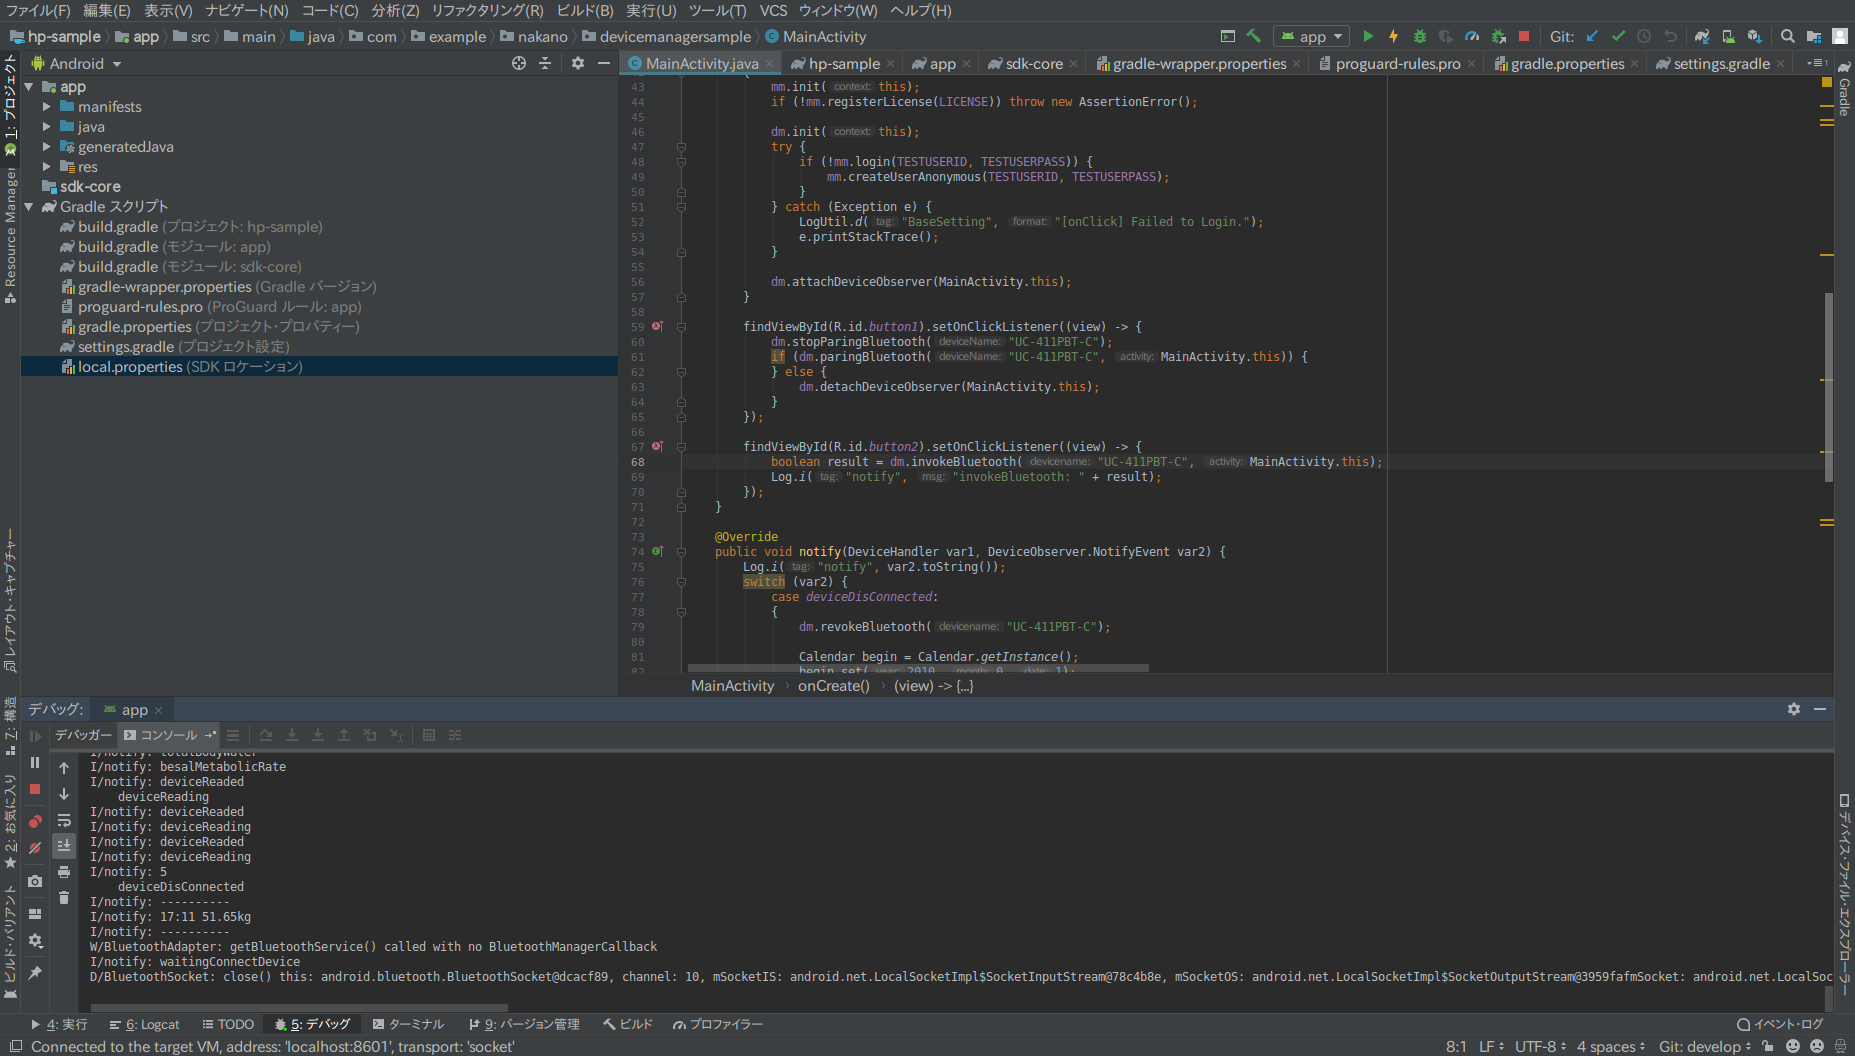 ファイル(F) 編集(E) 表示(V) ナビゲート(N) コード(C) 分析(Z) リファクタリング(R) ビルド(B) 実行(U) ツール(T) VCS ウィンドウ(W) ヘルプ(H)
hp-sample app src main java com example nakano devicemanagersample MainActivity
app Git:
Android
MainActivity.java hp-sample app sdk-core gradle-wrapper.properties proguard-rules.pro gradle.properties settings.gradle
1: プロジェクト
Resource Manager
レイアウト・キャプチャー
Z: 構造
2: お気に入り
ビルド・バリアント
app
manifests
java
generatedJava
res
sdk-core
Gradle スクリプト
build.gradle (プロジェクト: hp-sample)
build.gradle (モジュール: app)
build.gradle (モジュール: sdk-core)
gradle-wrapper.properties (Gradle バージョン)
proguard-rules.pro (ProGuard ルール: app)
gradle.properties (プロジェクト・プロパティー)
settings.gradle (プロジェクト設定)
local.properties (SDK ロケーション)
{
43 mm.init( context: this);
44 if (!mm.registerLicense(LICENSE)) throw new AssertionError();
45
46 dm.init( context: this);
47 try {
48 if (!mm.login(TESTUSERID, TESTUSERPASS)) {
49 mm.createUserAnonymous(TESTUSERID, TESTUSERPASS);
50 }
51 } catch (Exception e) {
52 LogUtil.d( tag: "BaseSetting", format: "[onClick] Failed to Login.");
53 e.printStackTrace();
54 }
55
56 dm.attachDeviceObserver(MainActivity.this);
57 }
58
59 findViewById(R.id.button1).setOnClickListener((view) -> {
60 dm.stopParingBluetooth( deviceName: "UC-411PBT-C");
61 if (dm.paringBluetooth( deviceName: "UC-411PBT-C", activity: MainActivity.this)) {
62 } else {
63 dm.detachDeviceObserver(MainActivity.this);
64 }
65 });
66
67 findViewById(R.id.button2).setOnClickListener((view) -> {
68 boolean result = dm.invokeBluetooth( devicename: "UC-411PBT-C", activity: MainActivity.this);
69 Log.i( tag: "notify", msg: "invokeBluetooth: " + result);
70 });
71 }
72
73 @Override
74 public void notify(DeviceHandler var1, DeviceObserver.NotifyEvent var2) {
75 Log.i( tag: "notify", var2.toString());
76 switch (var2) {
77 case deviceDisConnected:
78 {
79 dm.revokeBluetooth( devicename: "UC-411PBT-C");
80
81 Calendar begin = Calendar.getInstance();
82 begin.set( year: 2010, month: 0, date: 1);
MainActivity › onCreate() › (view) -> {...}
Gradle
デバイス・ファイル・エクスプローラー
デバッグ: app
デバッガー コンソール
I/notify: totalBodyWater
I/notify: besalMetabolicRate
I/notify: deviceReaded
deviceReading
I/notify: deviceReaded
I/notify: deviceReading
I/notify: deviceReaded
I/notify: deviceReading
I/notify: 5
deviceDisConnected
I/notify: ----------
I/notify: 17:11 51.65kg
I/notify: ----------
W/BluetoothAdapter: getBluetoothService() called with no BluetoothManagerCallback
I/notify: waitingConnectDevice
D/BluetoothSocket: close() this: android.bluetooth.BluetoothSocket@dcacf89, channel: 10, mSocketIS: android.net.LocalSocketImpl$SocketInputStream@78c4b8e, mSocketOS: android.net.LocalSocketImpl$SocketOutputStream@3959fafmSocket: android.net.LocalSoc
4: 実行 6: Logcat TODO 5: デバッグ ターミナル 9: バージョン管理 ビルド プロファイラー イベント・ログ
Connected to the target VM, address: 'localhost:8601', transport: 'socket' 8:1 LF UTF-8 4 spaces Git: develop